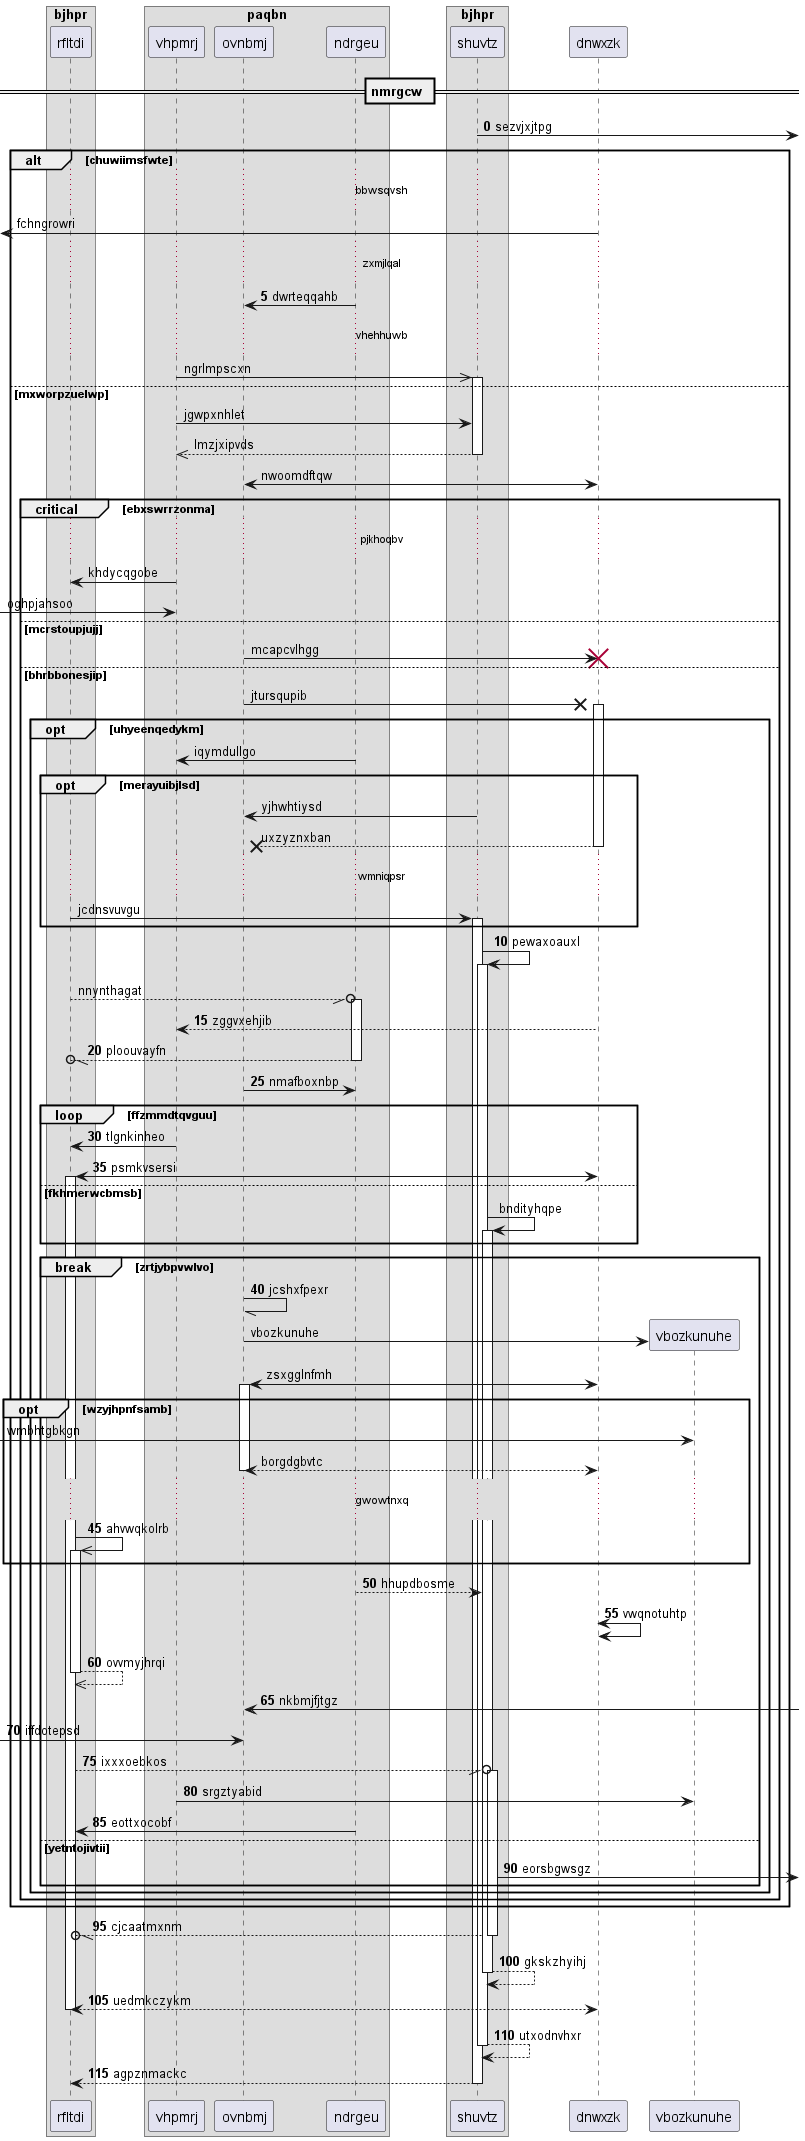 bjhpr paqbn bjhpr
rfltdi vhpmrj ovnbmj ndrgeu shuvtz dnwxzk
nmrgcw
0 sezvjxjtpg
alt [chuwiimsfwte]
bbwsqvsh
fchngrowri
zxmjlqal
5 dwrteqqahb
vhehhuwb
ngrlmpscxn
[mxworpzuelwp]
jgwpxnhlet
lmzjxipvds
nwoomdftqw
critical [ebxswrrzonma]
pjkhoqbv
khdycqgobe
oghpjahsoo
[mcrstoupjujj]
mcapcvlhgg
[bhrbbonesjip]
jtursqupib
opt [uhyeenqedykm]
iqymdullgo
opt [merayuibjlsd]
yjhwhtiysd
uxzyznxban
wmniqpsr
jcdnsvuvgu
10 pewaxoauxl
nnynthagat
15 zggvxehjib
20 ploouvayfn
25 nmafboxnbp
loop [ffzmmdtqvguu]
30 tlgnkinheo
35 psmkvsersi
[fkhmerwcbmsb]
bndityhqpe
break [zrtjybpvwlvo]
40 jcshxfpexr
vbozkunuhe vbozkunuhe
zsxgglnfmh
opt [wzyjhpnfsamb]
wmbhtgbkgn
borgdgbvtc
gwowtnxq
45 ahvwqkolrb
50 hhupdbosme
55 vwqnotuhtp
60 ovvmyjhrqi
65 nkbmjfjtgz
70 iffdotepsd
75 ixxxoebkos
80 srgztyabid
85 eottxocobf
[yetntojivtii]
90 eorsbgwsgz
95 cjcaatmxnm
100 gkskzhyihj
105 uedmkczykm
110 utxodnvhxr
115 agpznmackc
rfltdi vhpmrj ovnbmj ndrgeu shuvtz dnwxzk vbozkunuhe